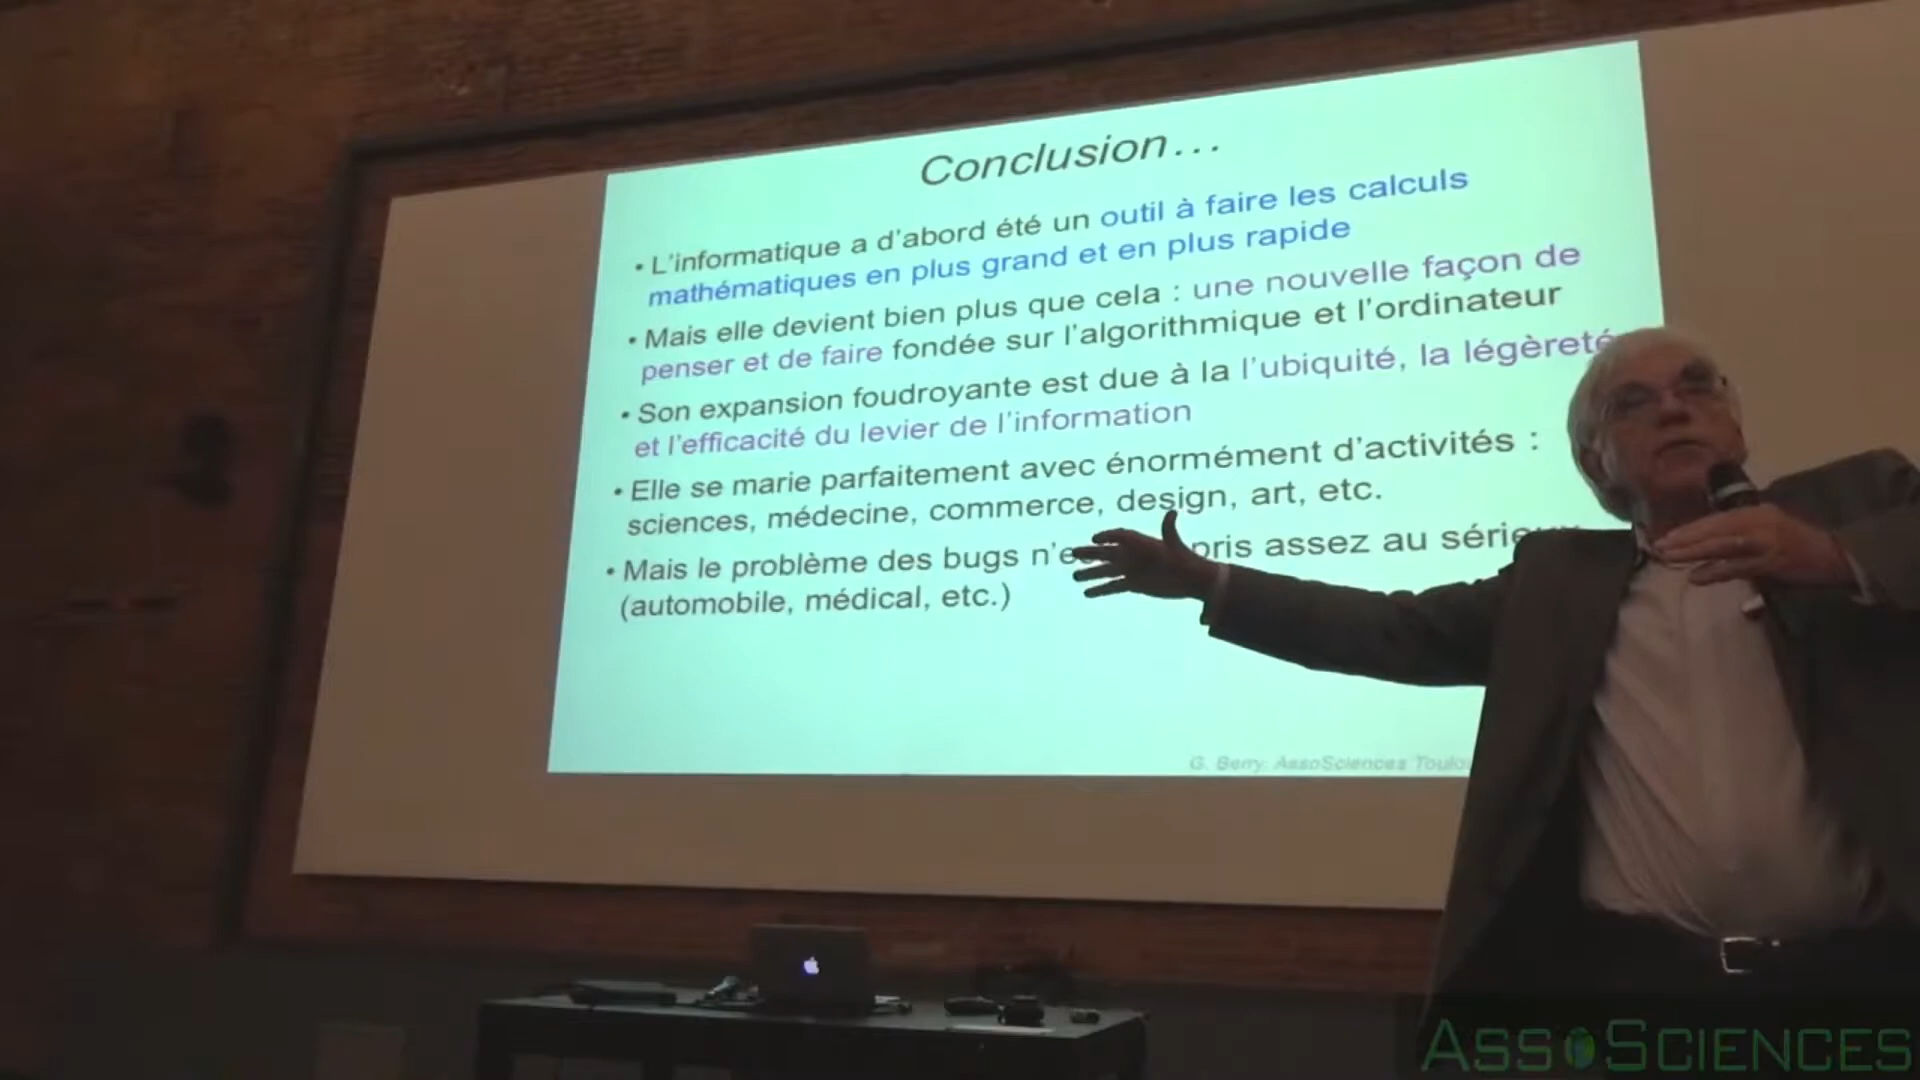 Conclusion...
• L'informatique a d'abord été un outil à faire les calculs
mathématiques en plus grand et en plus rapide
• Mais elle devient bien plus que cela : une nouvelle façon de
penser et de faire fondée sur l'algorithmique et l'ordinateur
• Son expansion foudroyante est due à la l'ubiquité, la légèreté
et l'efficacité du levier de l'information
• Elle se marie parfaitement avec énormément d'activités :
sciences, médecine, commerce, design, art, etc.
• Mais le problème des bugs pris assez au
(automobile, médical, etc.)
G. Berry, AssoSciences
ASSOSCIENCES